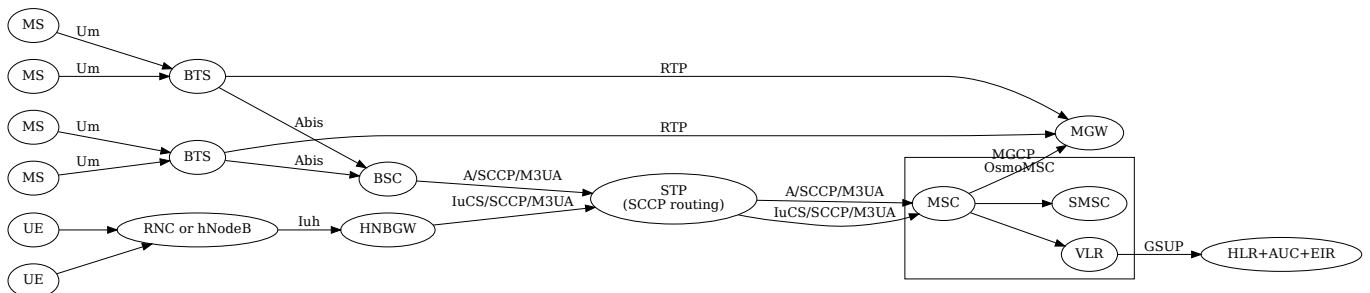 MS
Um
MS
Um
BTS
RTP
MS
Um
Abis
RTP
MGW
BTS
MGCP
OsmoMSC
MS
Um
Abis
BSC
A/SCCP/M3UA
STP
(SCCP routing)
A/SCCP/M3UA
MSC
SMSC
IuCS/SCCP/M3UA
IuCS/SCCP/M3UA
UE
RNC or hNodeB
Iuh
HNBGW
VLR
GSUP
HLR+AUC+EIR
UE